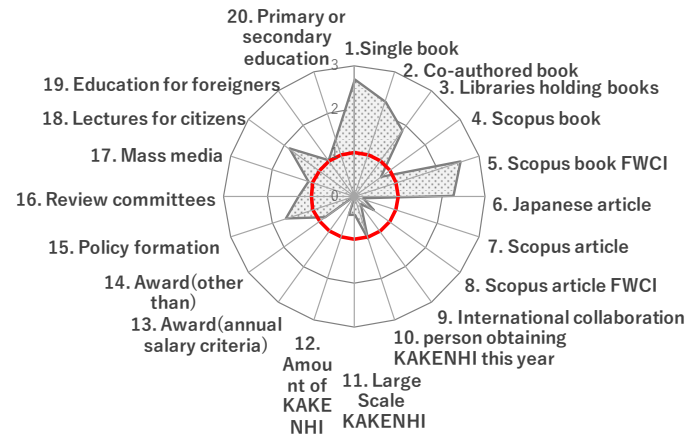 20. Primary or
secondary
education
1.Single book
2. Co-authored book
3. Libraries holding books
4. Scopus book
5. Scopus book FWCI
6. Japanese article
7. Scopus article
8. Scopus article FWCI
9. International collaboration
10. person obtaining
KAKENHI this year
11. Large
Scale
KAKENHI
12.
Amou
nt of
KAKE
NHI
13. Award(annual
salary criteria)
14. Award(other
than)
15. Policy formation
16. Review committees
17. Mass media
18. Lectures for citizens
19. Education for foreigners
3
2
0